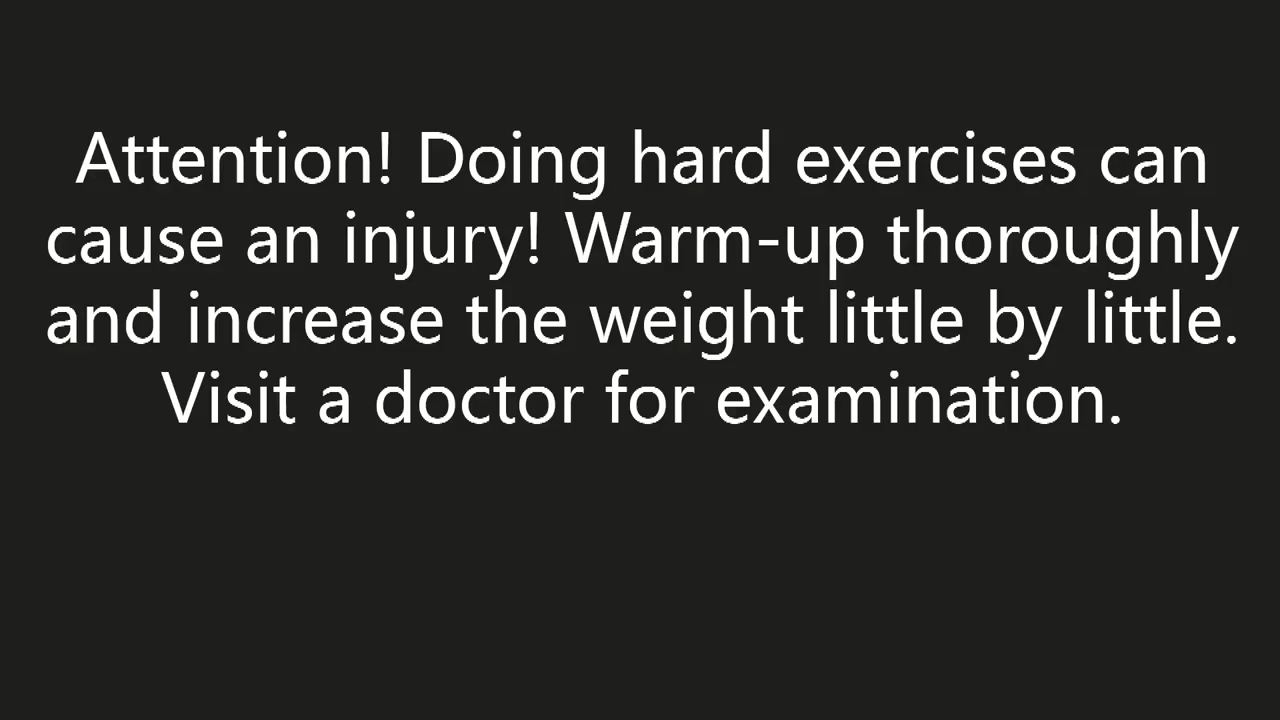 Attention! Doing hard exercises can
cause an injury! Warm-up thoroughly
and increase the weight little by little.
Visit a doctor for examination.